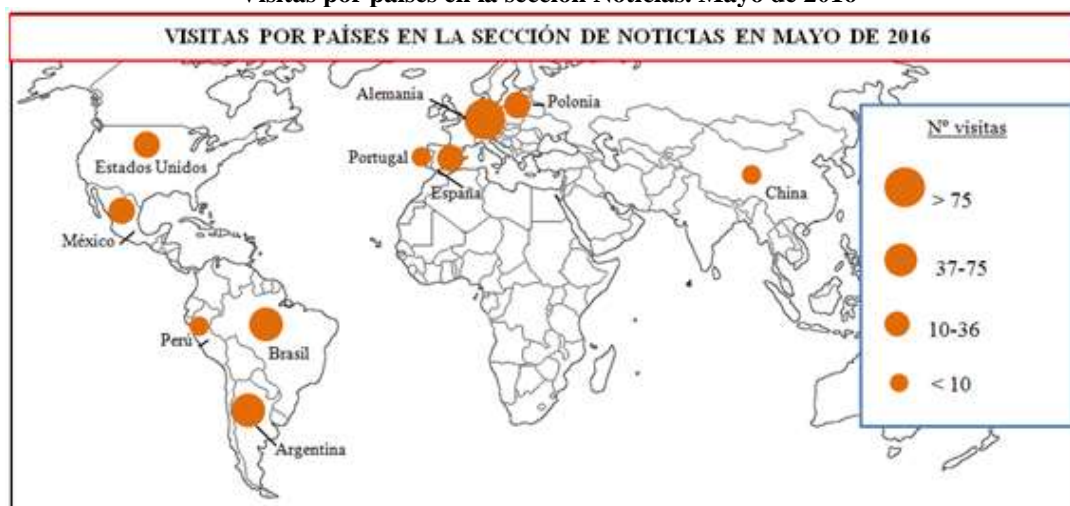 Visitas por países en la sección Noticias. Mayo de 2016
VISITAS POR PAÍSES EN LA SECCIÓN DE NOTICIAS EN MAYO DE 2016
Alemania
Polonia
Estados Unidos
Portugal
España
China
México
Perú
Brasil
Argentina
Nº visitas
> 75
37-75
10-36
< 10